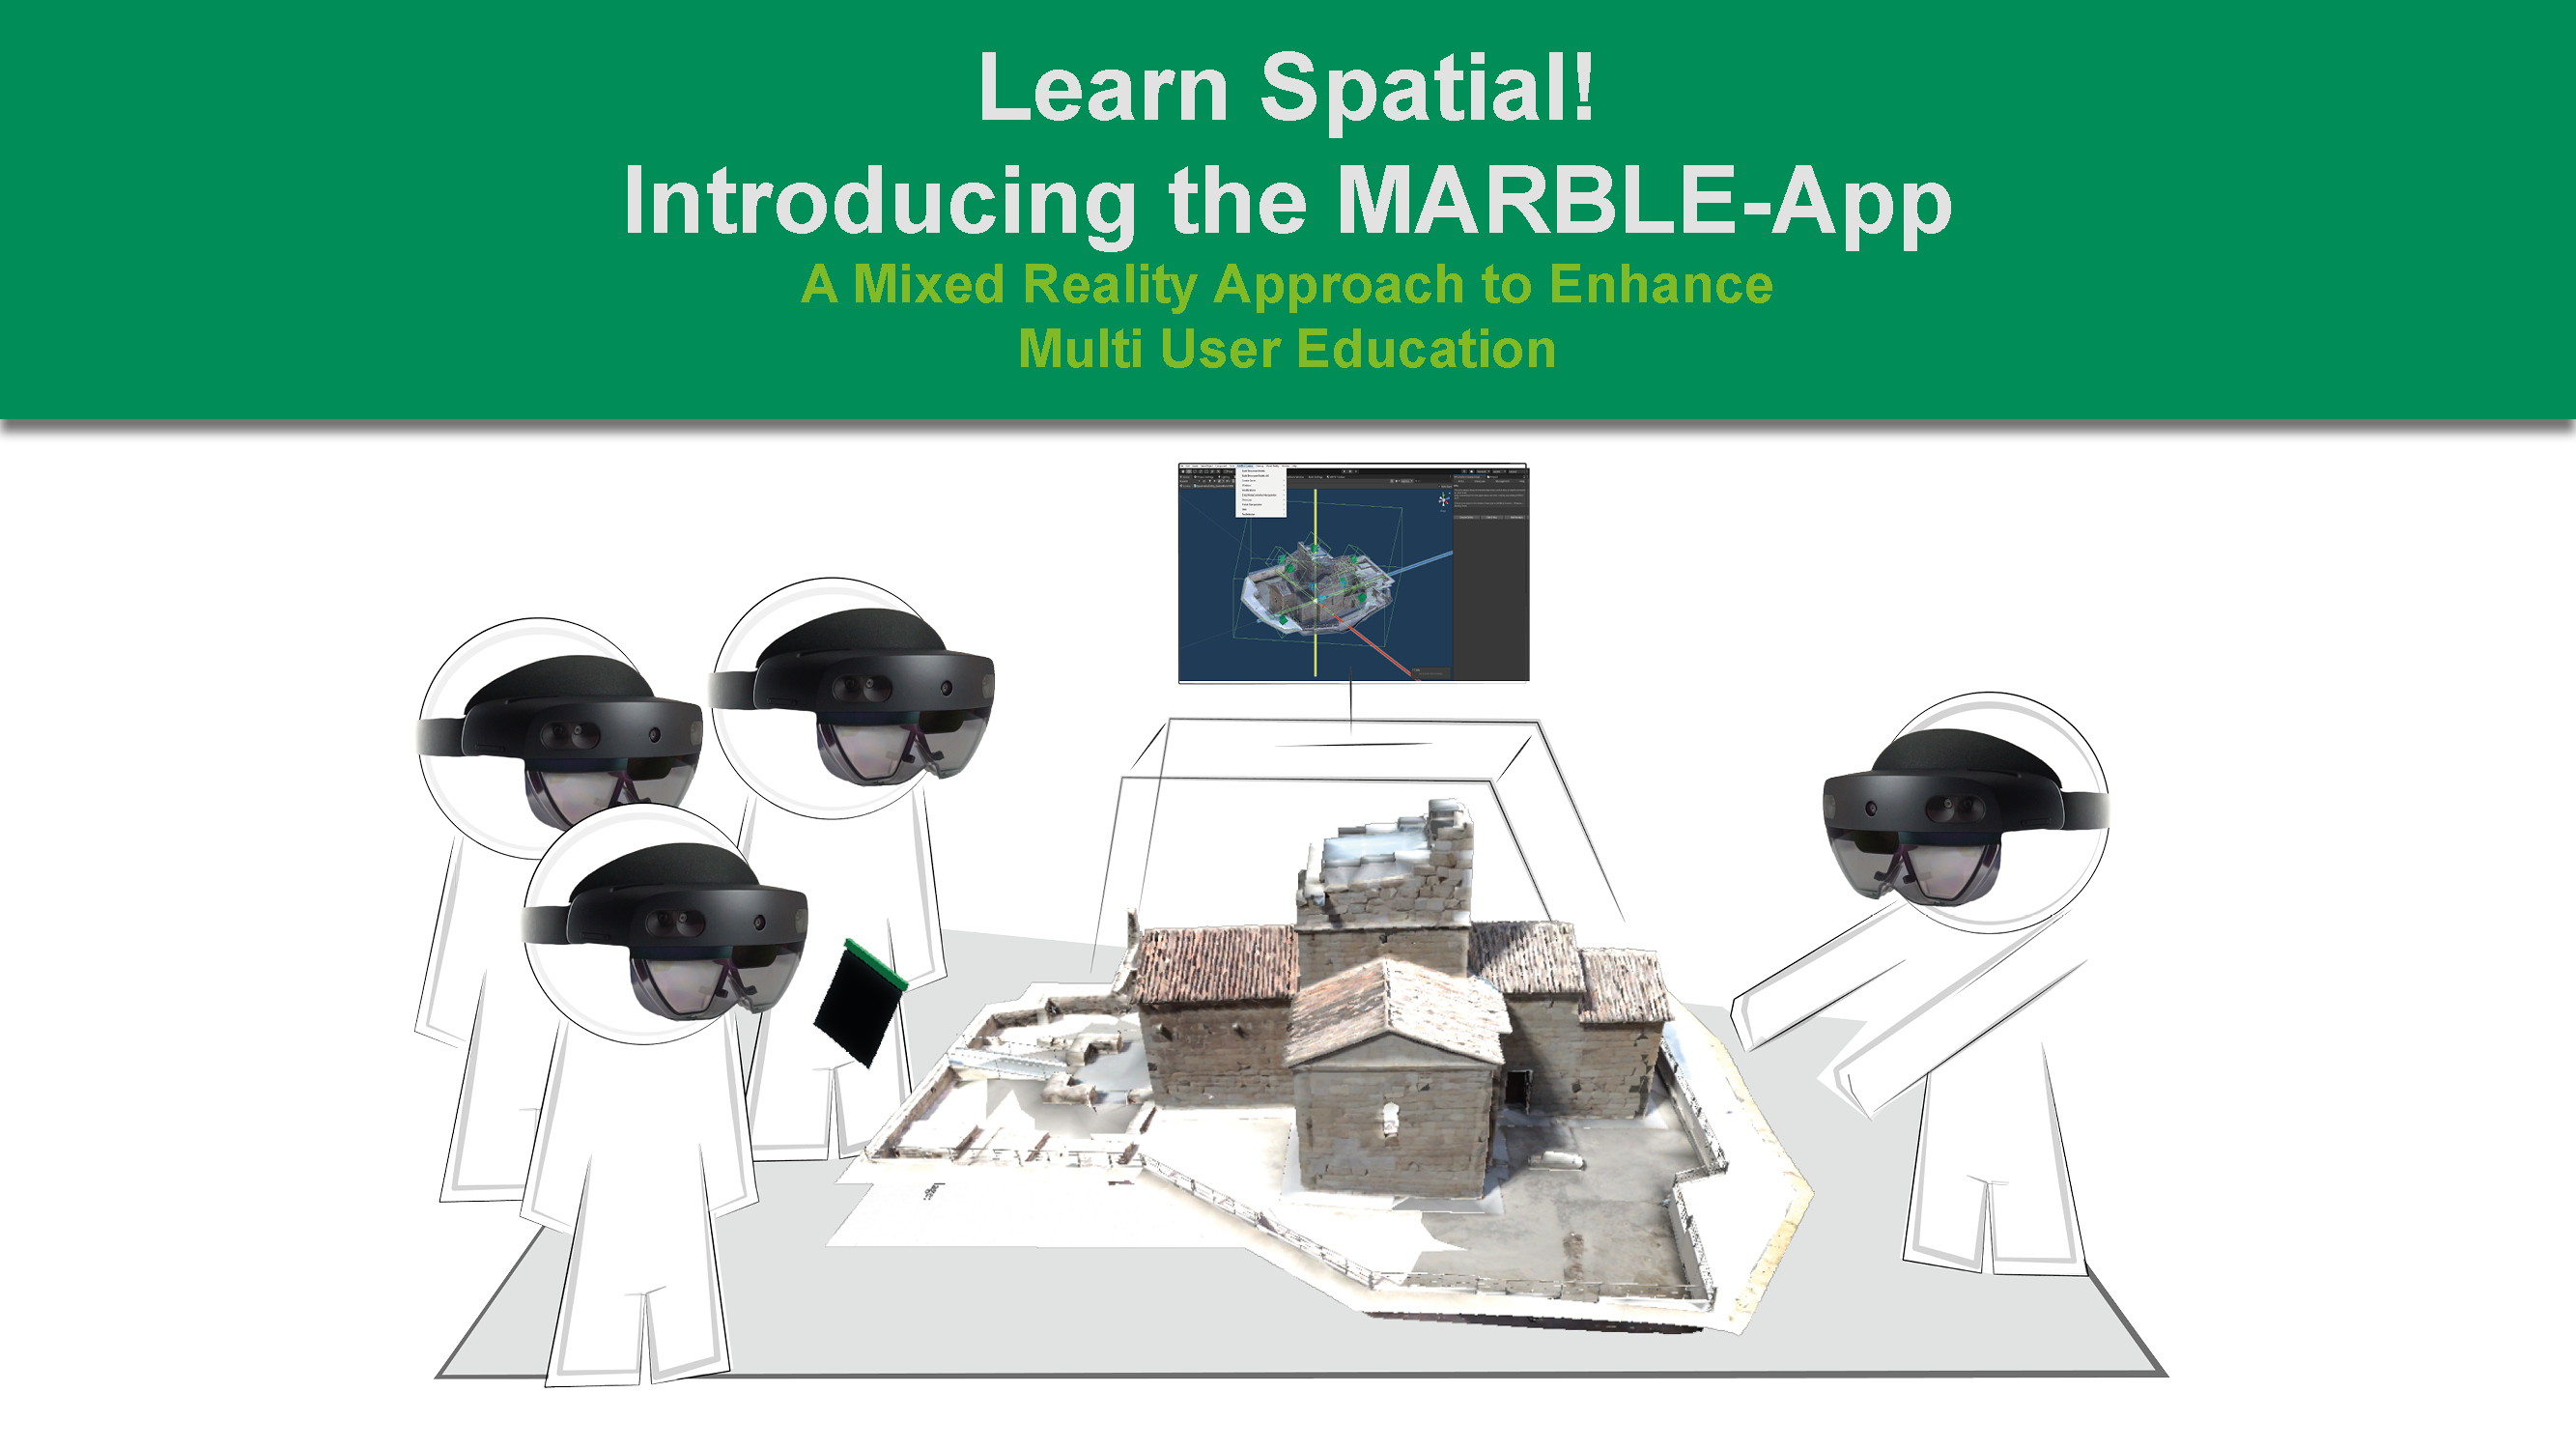 Learn Spatial!
Introducing the MARBLE-App
A Mixed Reality Approach to Enhance
Multi User Education